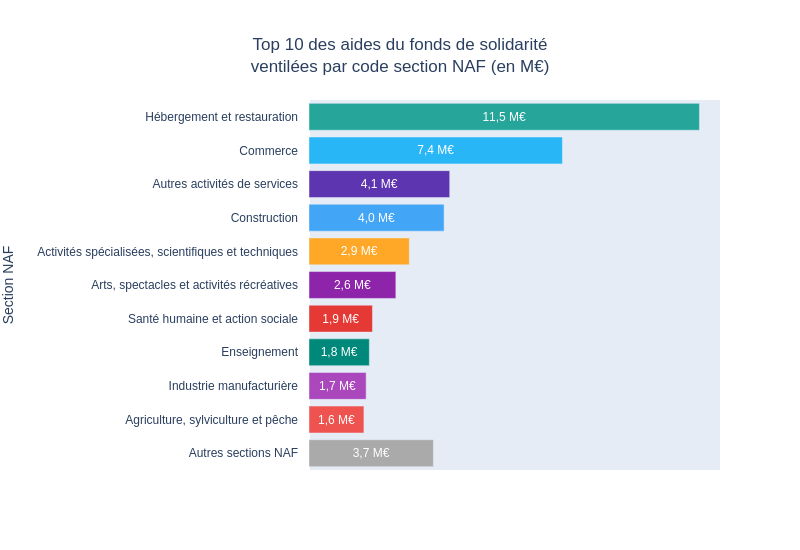 Top 10 des aides du fonds de solidarité
ventilées par code section NAF (en M€)
Section NAF
Hébergement et restauration 11,5 M€
Commerce 7,4 M€
Autres activités de services 4,1 M€
Construction 4,0 M€
Activités spécialisées, scientifiques et techniques 2,9 M€
Arts, spectacles et activités récréatives 2,6 M€
Santé humaine et action sociale 1,9 M€
Enseignement 1,8 M€
Industrie manufacturière 1,7 M€
Agriculture, sylviculture et pêche 1,6 M€
Autres sections NAF 3,7 M€